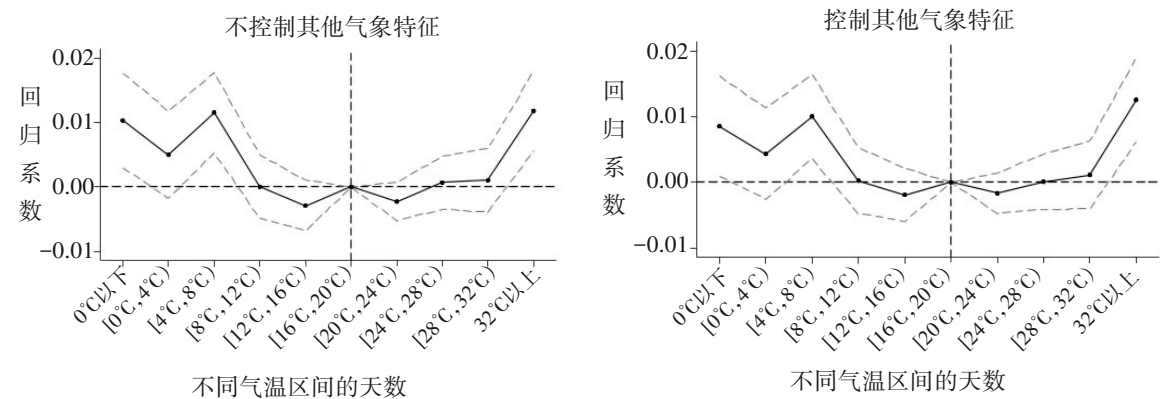 不控制其他气象特征
0.02
0.01
0.00
−0.01
回归系数
0℃以下
[0℃,4℃)
[4℃,8℃)
[8℃,12℃)
[12℃,16℃)
[16℃,20℃)
[20℃,24℃)
[24℃,28℃)
[28℃,32℃)
32℃以上
不同气温区间的天数
控制其他气象特征
0.02
0.01
0.00
−0.01
回归系数
0℃以下
[0℃,4℃)
[4℃,8℃)
[8℃,12℃)
[12℃,16℃)
[16℃,20℃)
[20℃,24℃)
[24℃,28℃)
[28℃,32℃)
32℃以上
不同气温区间的天数